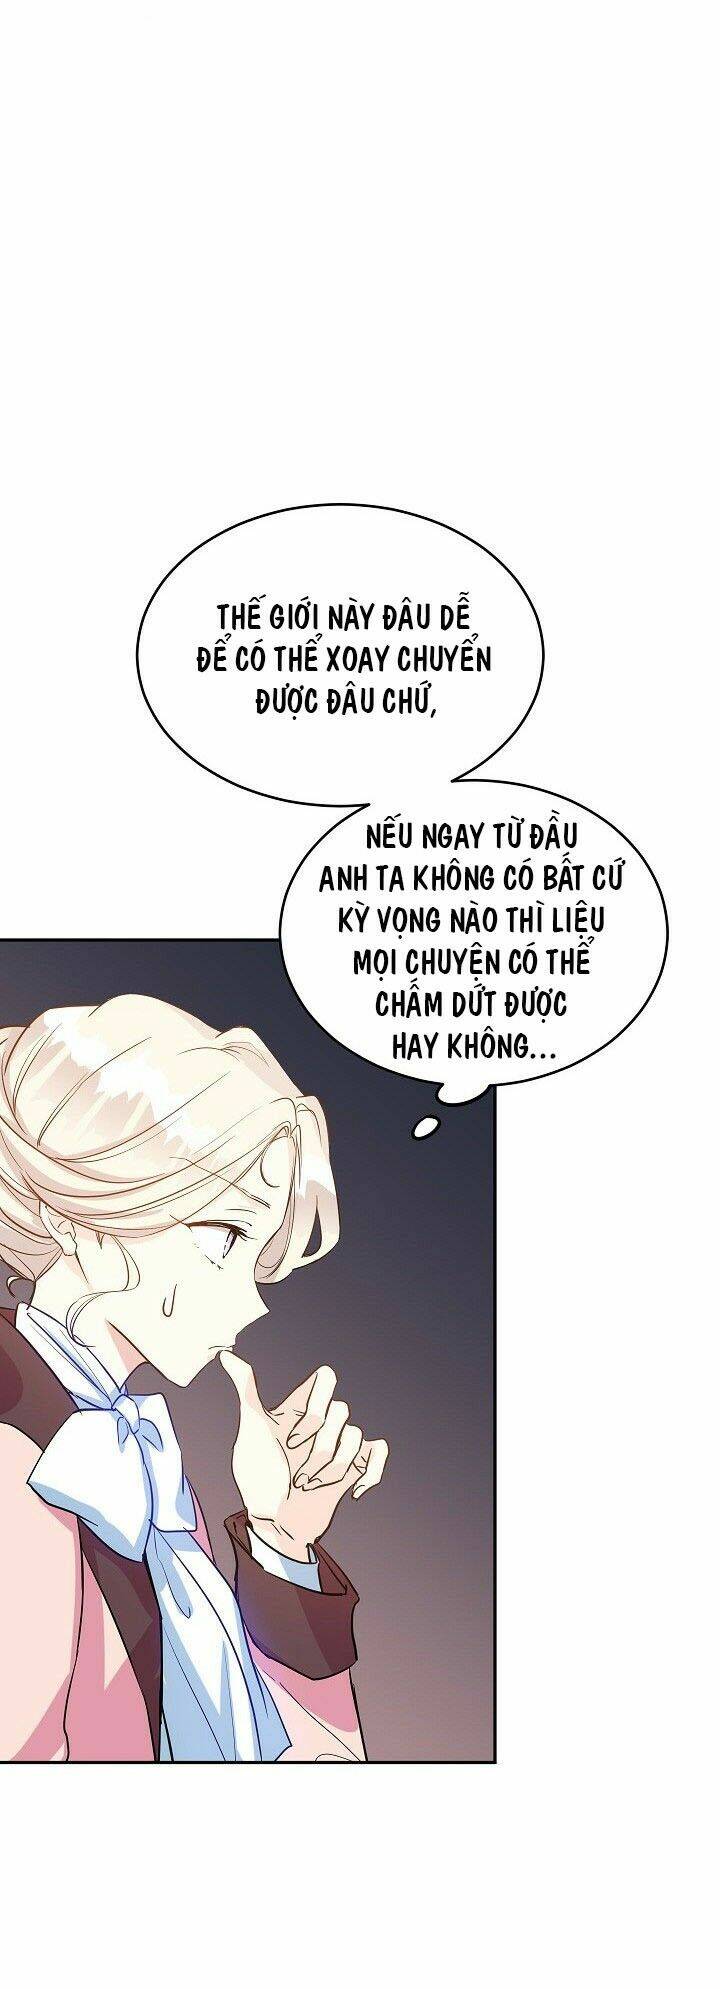 THẾ GIỚI NÀY ĐÂU DỄ
ĐỂ CÓ THỂ XOAY CHUYỂN
ĐƯỢC ĐÂU CHỨ,
NẾU NGAY TỪ ĐẦU
ANH TA KHÔNG CÓ BẤT CỨ
KỲ VỌNG NÀO THÌ LIỆU
MỌI CHUYỆN CÓ THỂ
CHẤM DỨT ĐƯỢC
HAY KHÔNG...